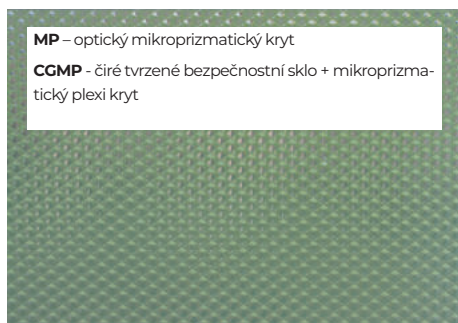 MP – optický mikroprizmatický kryt
CGMP - čiré tvrzené bezpečnostní sklo + mikroprizma-
tický plexi kryt